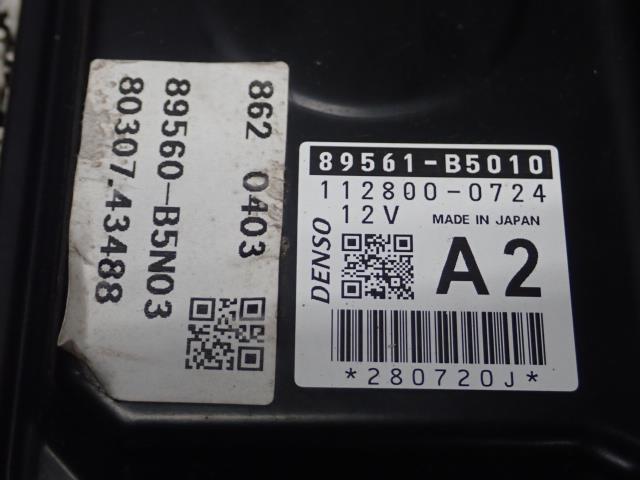 862 0403
89560-B5N03
80307.43488
89561-B5010
112800-0724
12V MADE IN JAPAN
DENSO
A2
*280720J*